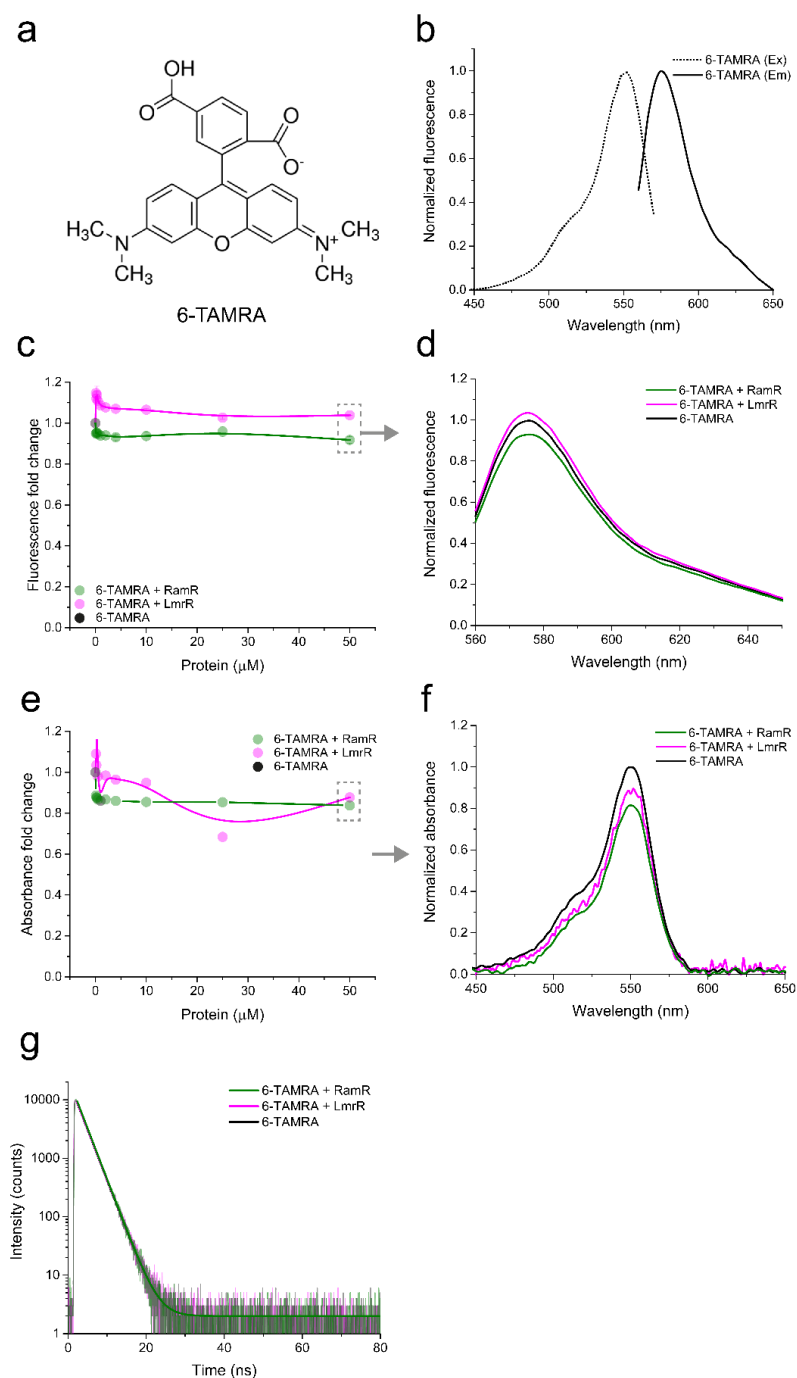 a
OH
O
O
O-
H3C
N
CH3
O
N+
CH3
CH3
6-TAMRA
b
6-TAMRA (Ex)
6-TAMRA (Em)
1.0
0.8
0.6
0.4
0.2
0.0
450 500 550 600 650
Normalized fluorescence
Wavelength (nm)
c
1.2
1.0
0.8
0.6
0.4
1.2
0.0
6-TAMRA + RamR
6-TAMRA + LmrR
6-TAMRA
0 10 20 30 40 50
Fluorescence fold change
Protein (μM)
d
6-TAMRA + RamR
6-TAMRA + LmrR
6-TAMRA
1.2
1.0
0.8
0.6
0.4
0.2
0.0
560 580 600 620 640
Normalized fluorescence
Wavelength (nm)
e
6-TAMRA + RamR
6-TAMRA + LmrR
6-TAMRA
1.2
1.0
0.8
0.6
0.4
1.2
0.0
0 10 20 30 40 50
Absorbance fold change
Protein (μM)
f
6-TAMRA + RamR
6-TAMRA + LmrR
6-TAMRA
1.2
1.0
0.8
0.6
0.4
0.2
0.0
450 500 550 600 650
Normalized absorbance
Wavelength (nm)
g
6-TAMRA + RamR
6-TAMRA + LmrR
6-TAMRA
10000
1000
100
10
1
0 20 40 60 80
Intensity (counts)
Time (ns)